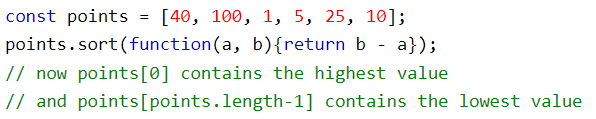 const points = [40, 100, 1, 5, 25, 10];
points.sort(function(a, b){return b - a});
// now points[0] contains the highest value
// and points[points.length-1] contains the lowest value